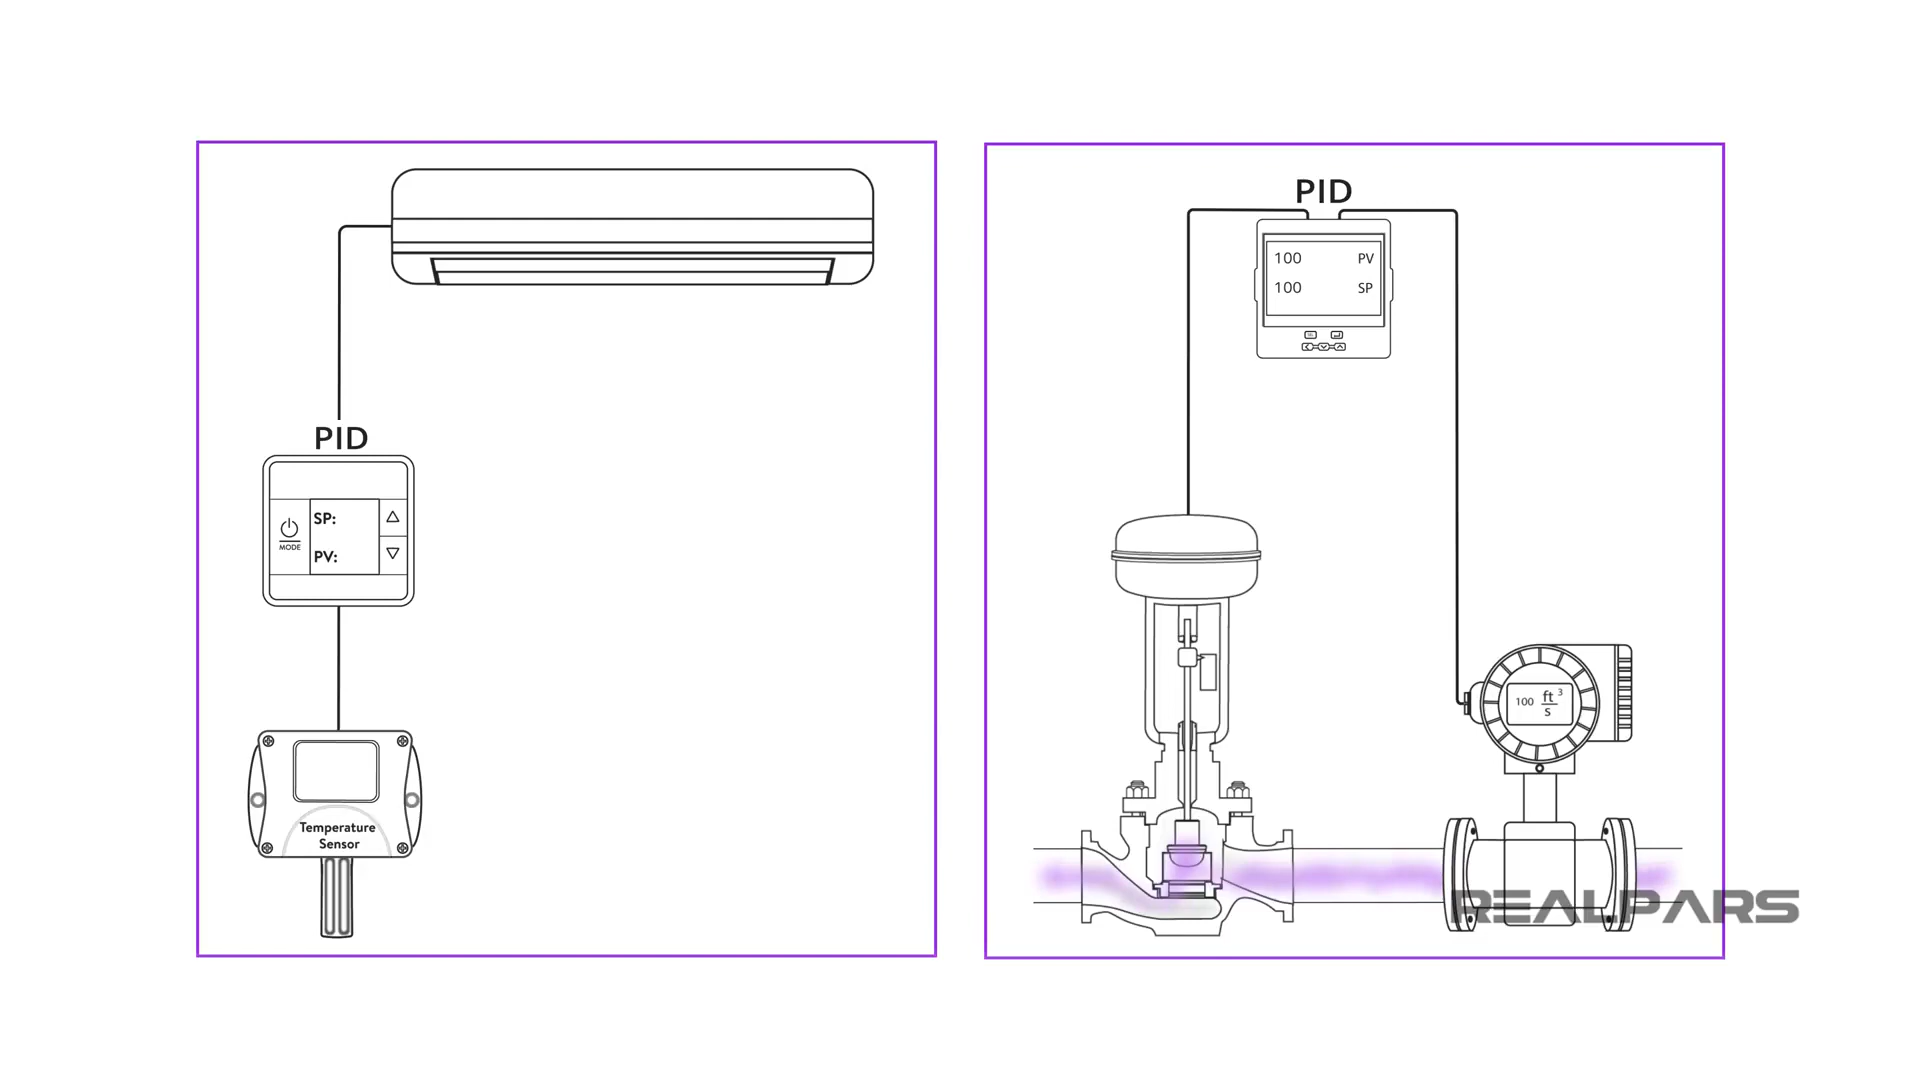 PID
SP:
MODE
PV:
Temperature
Sensor
PID
100 PV
100 SP
100 ft³/s
REALPARS